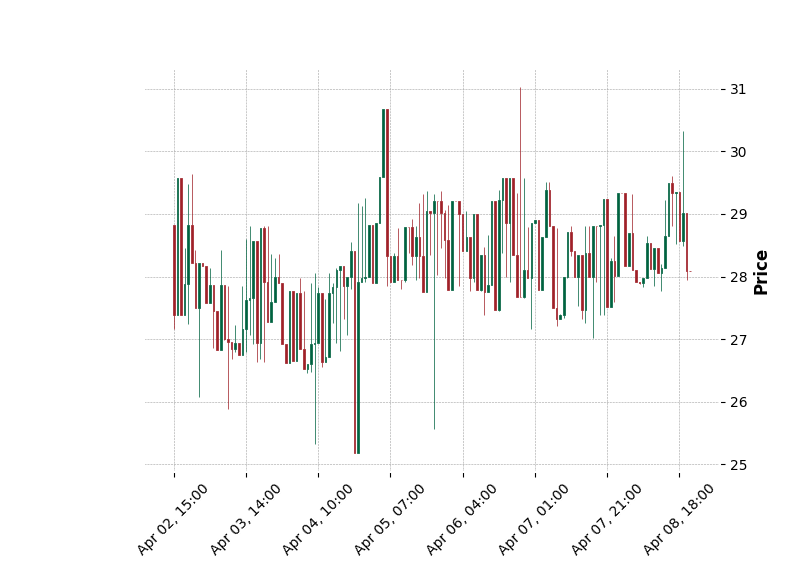 31
30
29
28
27
26
25
Price
Apr 02, 15:00
Apr 03, 14:00
Apr 04, 10:00
Apr 05, 07:00
Apr 06, 04:00
Apr 07, 01:00
Apr 07, 21:00
Apr 08, 18:00